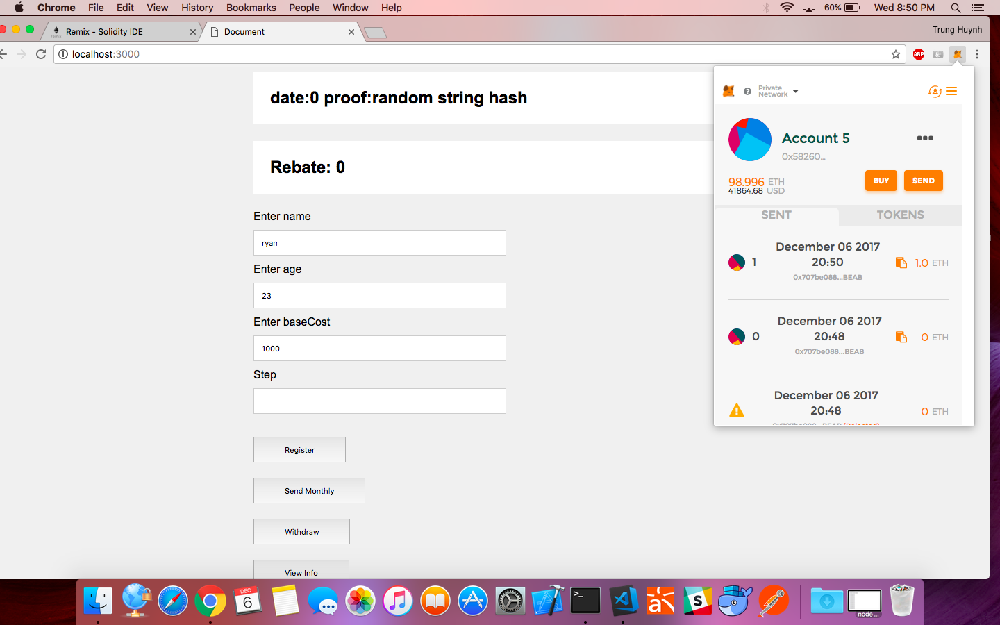 Chrome File Edit View History Bookmarks People Window Help 60% Wed 8:50 PM
Remix - Solidity IDE Document Trung Huynh
localhost:3000 ABP
date:0 proof:random string hash
Rebate: 0
Enter name
ryan
Enter age
23
Enter baseCost
1000
Step
Register
Send Monthly
Withdraw
View Info
Private
Network
Account 5
0x58260...
98.996 ETH
41864.68 USD
BUY SEND
SENT TOKENS
December 06 2017
1 20:50 1.0 ETH
0x707be088...BEAB
December 06 2017
0 20:48 0 ETH
0x707be088...BEAB
December 06 2017
20:48 0 ETH
DEC
6
node ...